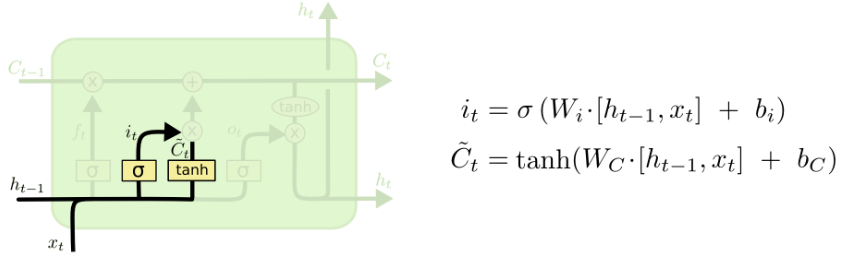 h_t
C_{t-1}
C_t
×
+
tanh
f_t
i_t
×
o_t
×
C̃_t
σ
σ
tanh
σ
h_{t-1}
h_t
x_t
i_t = σ (W_i·[h_{t-1}, x_t] + b_i)
C̃_t = tanh(W_C·[h_{t-1}, x_t] + b_C)